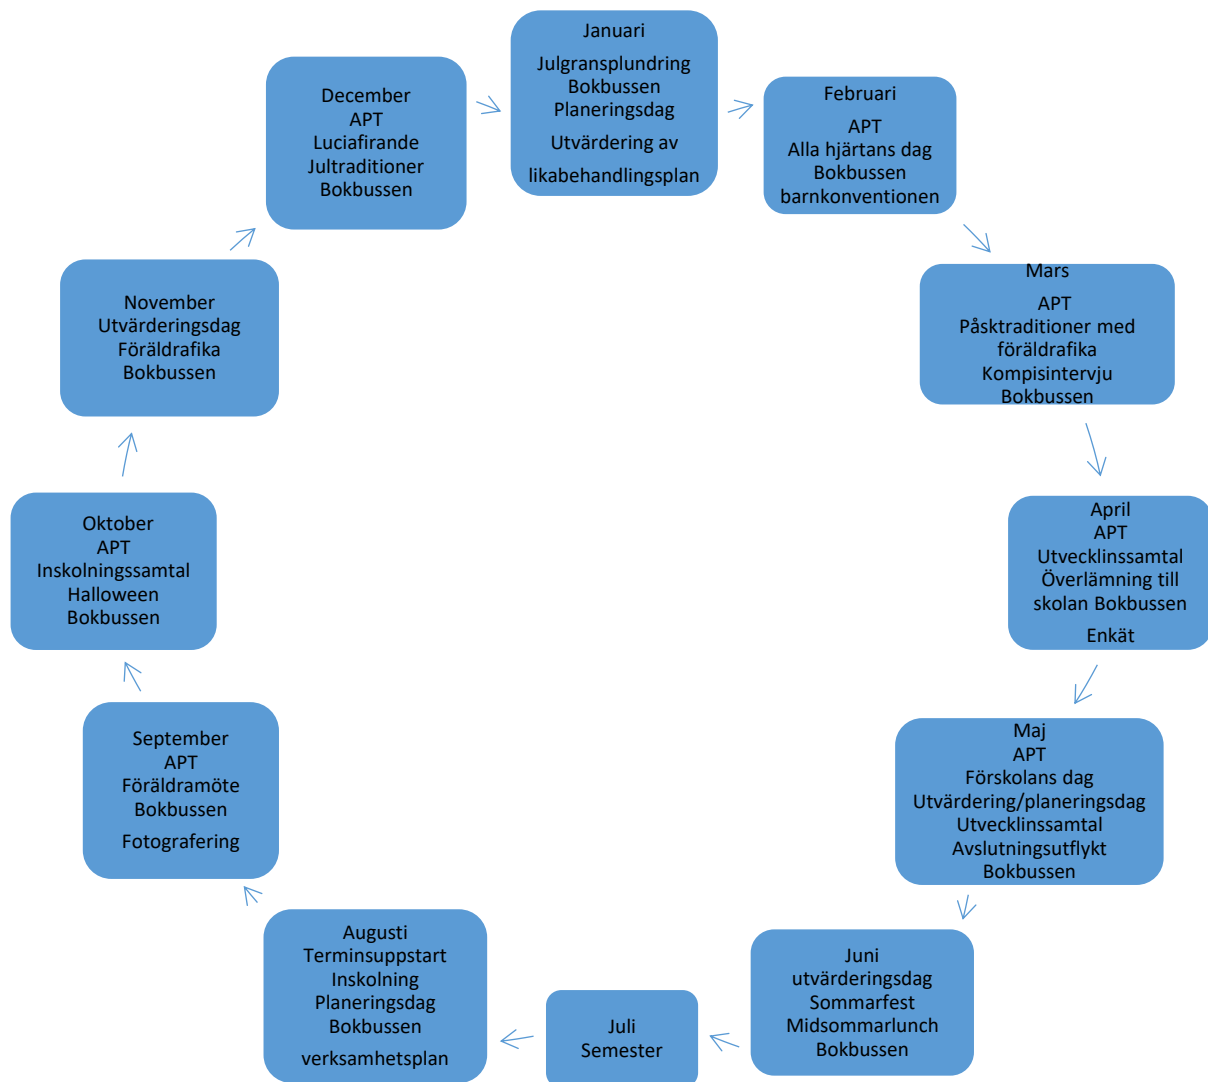 Januari
Julgransplundring
Bokbussen
Planeringsdag
Utvärdering av
likabehandlingsplan
Februari
APT
Alla hjärtans dag
Bokbussen
barnkonventionen
Mars
APT
Påsktraditioner med
föräldrafika
Kompisintervju
Bokbussen
April
APT
Utvecklinssamtal
Överlämning till
skolan Bokbussen
Enkät
Maj
APT
Förskolans dag
Utvärdering/planeringsdag
Utvecklinssamtal
Avslutningsutflykt
Bokbussen
Juni
utvärderingsdag
Sommarfest
Midsommarlunch
Bokbussen
Juli
Semester
Augusti
Terminsuppstart
Inskolning
Planeringsdag
Bokbussen
verksamhetsplan
September
APT
Föräldramöte
Bokbussen
Fotografering
Oktober
APT
Inskolningssamtal
Halloween
Bokbussen
November
Utvärderingsdag
Föräldrafika
Bokbussen
December
APT
Luciafirande
Jultraditioner
Bokbussen